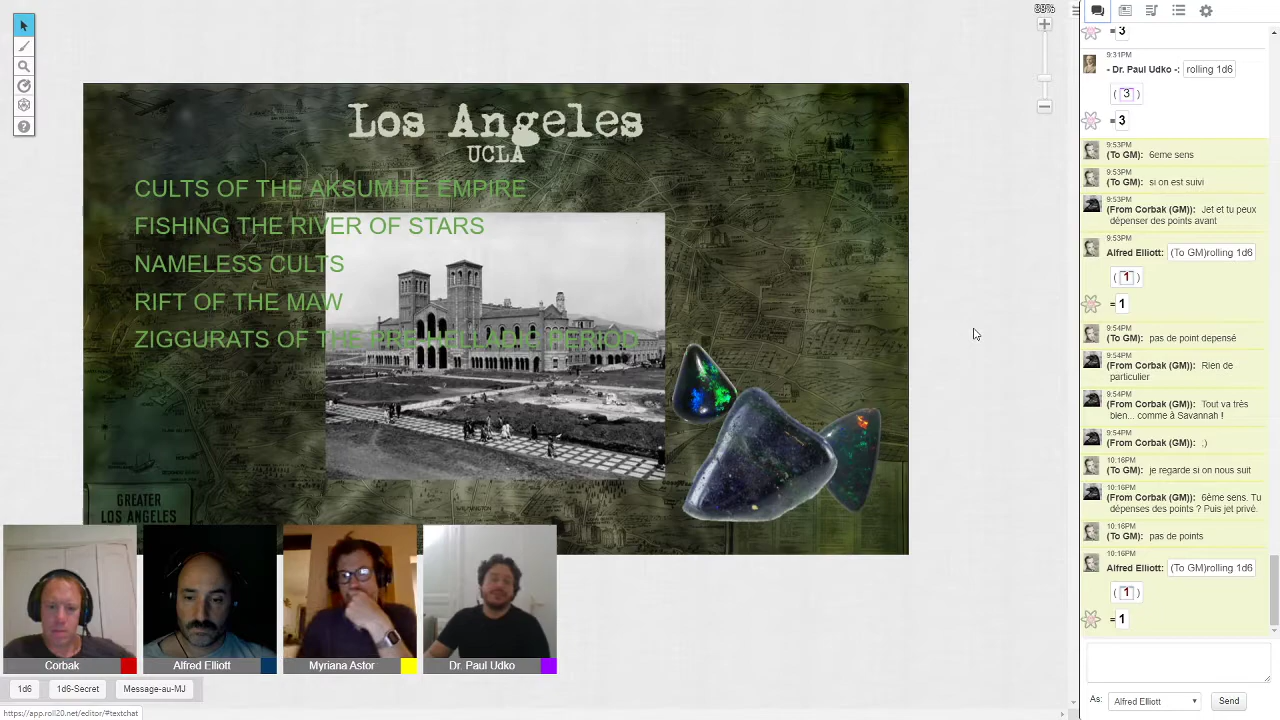 88%
Los Angeles
UCLA
CULTS OF THE AKSUMITE EMPIRE
FISHING THE RIVER OF STARS
NAMELESS CULTS
RIFT OF THE MAW
ZIGGURATS OF THE PRE-HELLADIC PERIOD
GREATER
LOS ANGELES
Corbak
Alfred Elliott
Myriana Astor
Dr. Paul Udko
1d6
1d6-Secret
Message-au-MJ
https://app.roll20.net/editor/#textchat
=3
9:31PM
- Dr. Paul Udko -: rolling 1d6
(3)
=3
9:53PM
(To GM): 6eme sens
9:53PM
(To GM): si on est suivi
9:53PM
(From Corbak (GM)): Jet et tu peux
dépenser des points avant
9:53PM
Alfred Elliott: (To GM)rolling 1d6
(1)
=1
9:54PM
(To GM): pas de point depensé
9:54PM
(From Corbak (GM)): Rien de
particulier
9:54PM
(From Corbak (GM)): Tout va très
bien... comme à Savannah !
9:54PM
(From Corbak (GM)): ;)
10:16PM
(To GM): je regarde si on nous suit
10:16PM
(From Corbak (GM)): 6ème sens. Tu
dépenses des points ? Puis jet privé.
10:16PM
(To GM): pas de points
10:16PM
Alfred Elliott: (To GM)rolling 1d6
(1)
=1
As: Alfred Elliott
Send